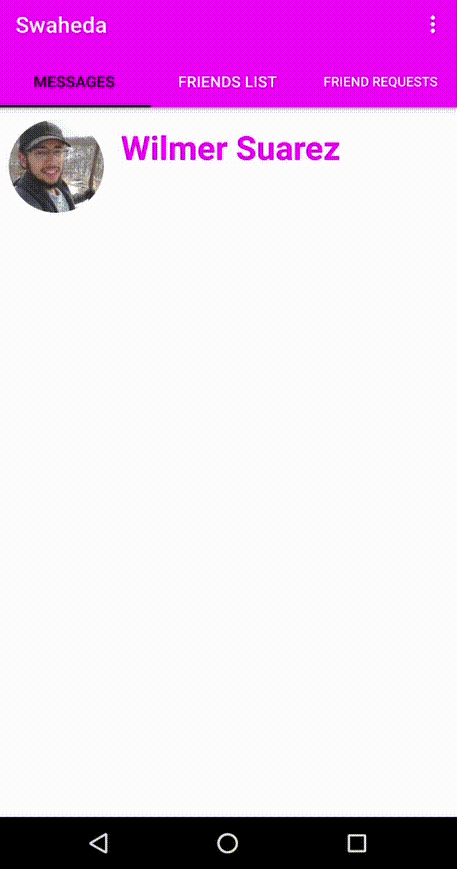 Swaheda
MESSAGES
FRIENDS LIST
FRIEND REQUESTS
Wilmer Suarez